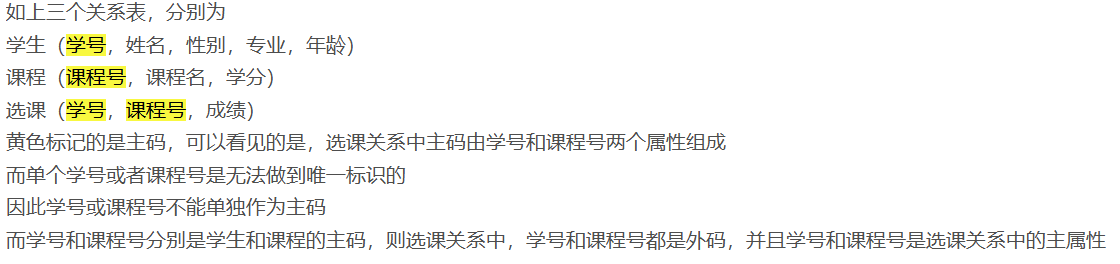 如上三个关系表，分别为
学生（学号，姓名，性别，专业，年龄）
课程（课程号，课程名，学分）
选课（学号，课程号，成绩）
黄色标记的是主码，可以看见的是，选课关系中主码由学号和课程号两个属性组成
而单个学号或者课程号是无法做到唯一标识的
因此学号或课程号不能单独作为主码
而学号和课程号分别是学生和课程的主码，则选课关系中，学号和课程号都是外码，并且学号和课程号是选课关系中的主属性